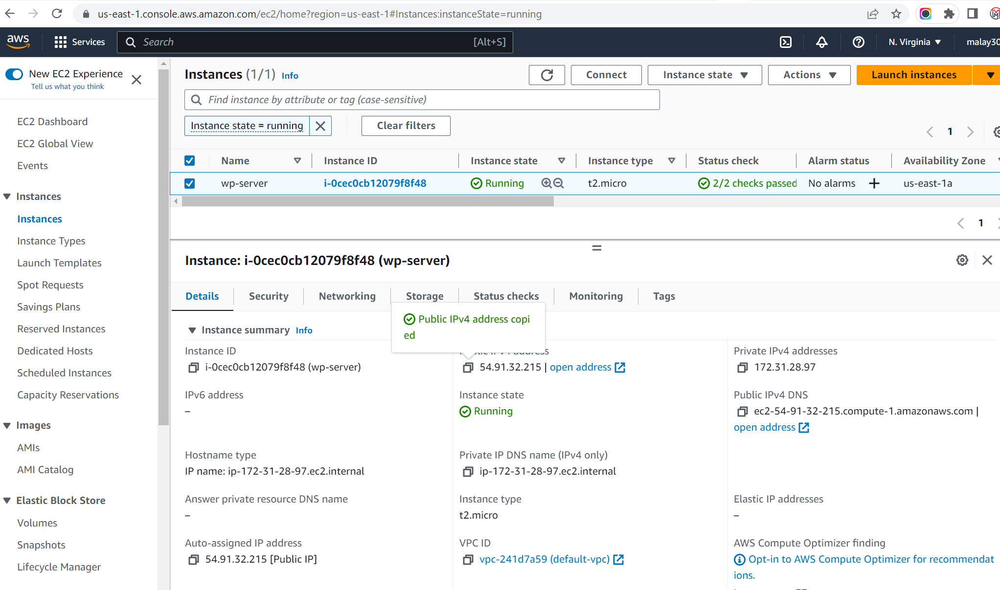 us-east-1.console.aws.amazon.com/ec2/home?region=us-east-1#Instances:instanceState=running
aws
Services
Search
[Alt+S]
N. Virginia
malay30
New EC2 Experience
Tell us what you think
EC2 Dashboard
EC2 Global View
Events
Instances
Instances
Instance Types
Launch Templates
Spot Requests
Savings Plans
Reserved Instances
Dedicated Hosts
Scheduled Instances
Capacity Reservations
Images
AMIs
AMI Catalog
Elastic Block Store
Volumes
Snapshots
Lifecycle Manager
Instances (1/1) Info
Connect
Instance state
Actions
Launch instances
Find instance by attribute or tag (case-sensitive)
Instance state = running
Clear filters
1
Name Instance ID Instance state Instance type Status check Alarm status Availability Zone
wp-server i-0cec0cb12079f8f48 Running t2.micro 2/2 checks passed No alarms us-east-1a
1
Instance: i-0cec0cb12079f8f48 (wp-server)
Details Security Networking Storage Status checks Monitoring Tags
Public IPv4 address copi
ed
Instance summary Info
Instance ID
i-0cec0cb12079f8f48 (wp-server)
54.91.32.215 | open address
Private IPv4 addresses
172.31.28.97
IPv6 address
–
Instance state
Running
Public IPv4 DNS
ec2-54-91-32-215.compute-1.amazonaws.com |
open address
Hostname type
IP name: ip-172-31-28-97.ec2.internal
Private IP DNS name (IPv4 only)
ip-172-31-28-97.ec2.internal
Answer private resource DNS name
–
Instance type
t2.micro
Elastic IP addresses
–
Auto-assigned IP address
54.91.32.215 [Public IP]
VPC ID
vpc-241d7a59 (default-vpc)
AWS Compute Optimizer finding
Opt-in to AWS Compute Optimizer for recommendat
ions.